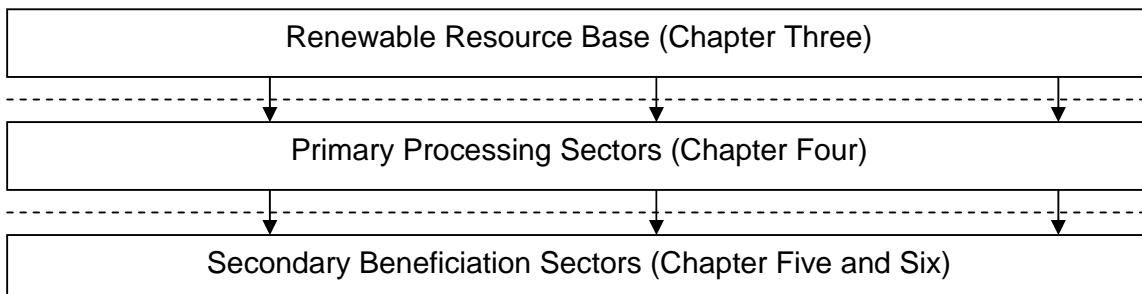 Renewable Resource Base (Chapter Three)
Primary Processing Sectors (Chapter Four)
Secondary Beneficiation Sectors (Chapter Five and Six)